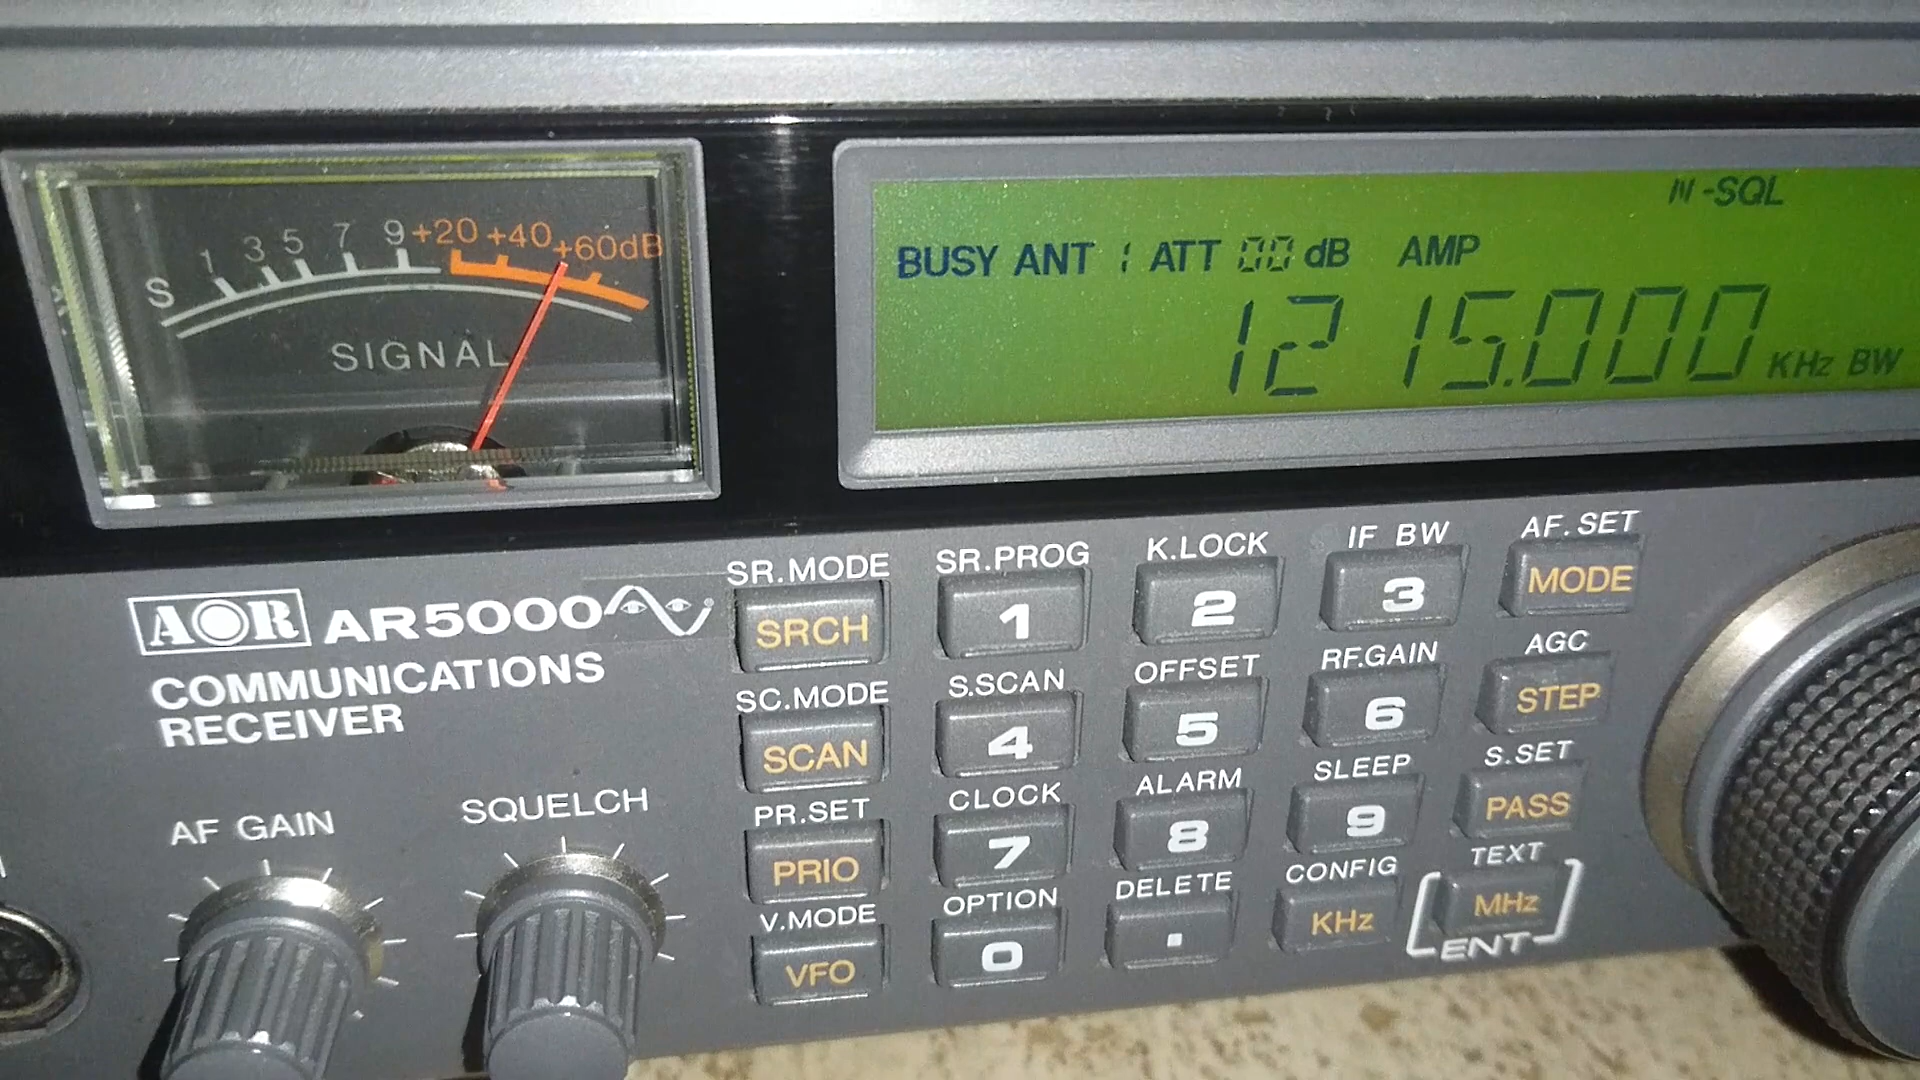 S 1 3 5 7 9 +20 +40 +60dB
SIGNAL
N-SQL
BUSY ANT 1 ATT 00 dB AMP
1215.000 KHz BW
AOR AR5000
COMMUNICATIONS
RECEIVER
AF GAIN
SQUELCH
SR.MODE SR.PROG K.LOCK IF BW AF.SET
SRCH 1 2 3 MODE
SC.MODE S.SCAN OFFSET RF.GAIN AGC
SCAN 4 5 6 STEP
PR.SET CLOCK ALARM SLEEP S.SET
PRIO 7 8 9 PASS
V.MODE OPTION DELETE CONFIG TEXT
VFO 0 . KHz MHz
ENT